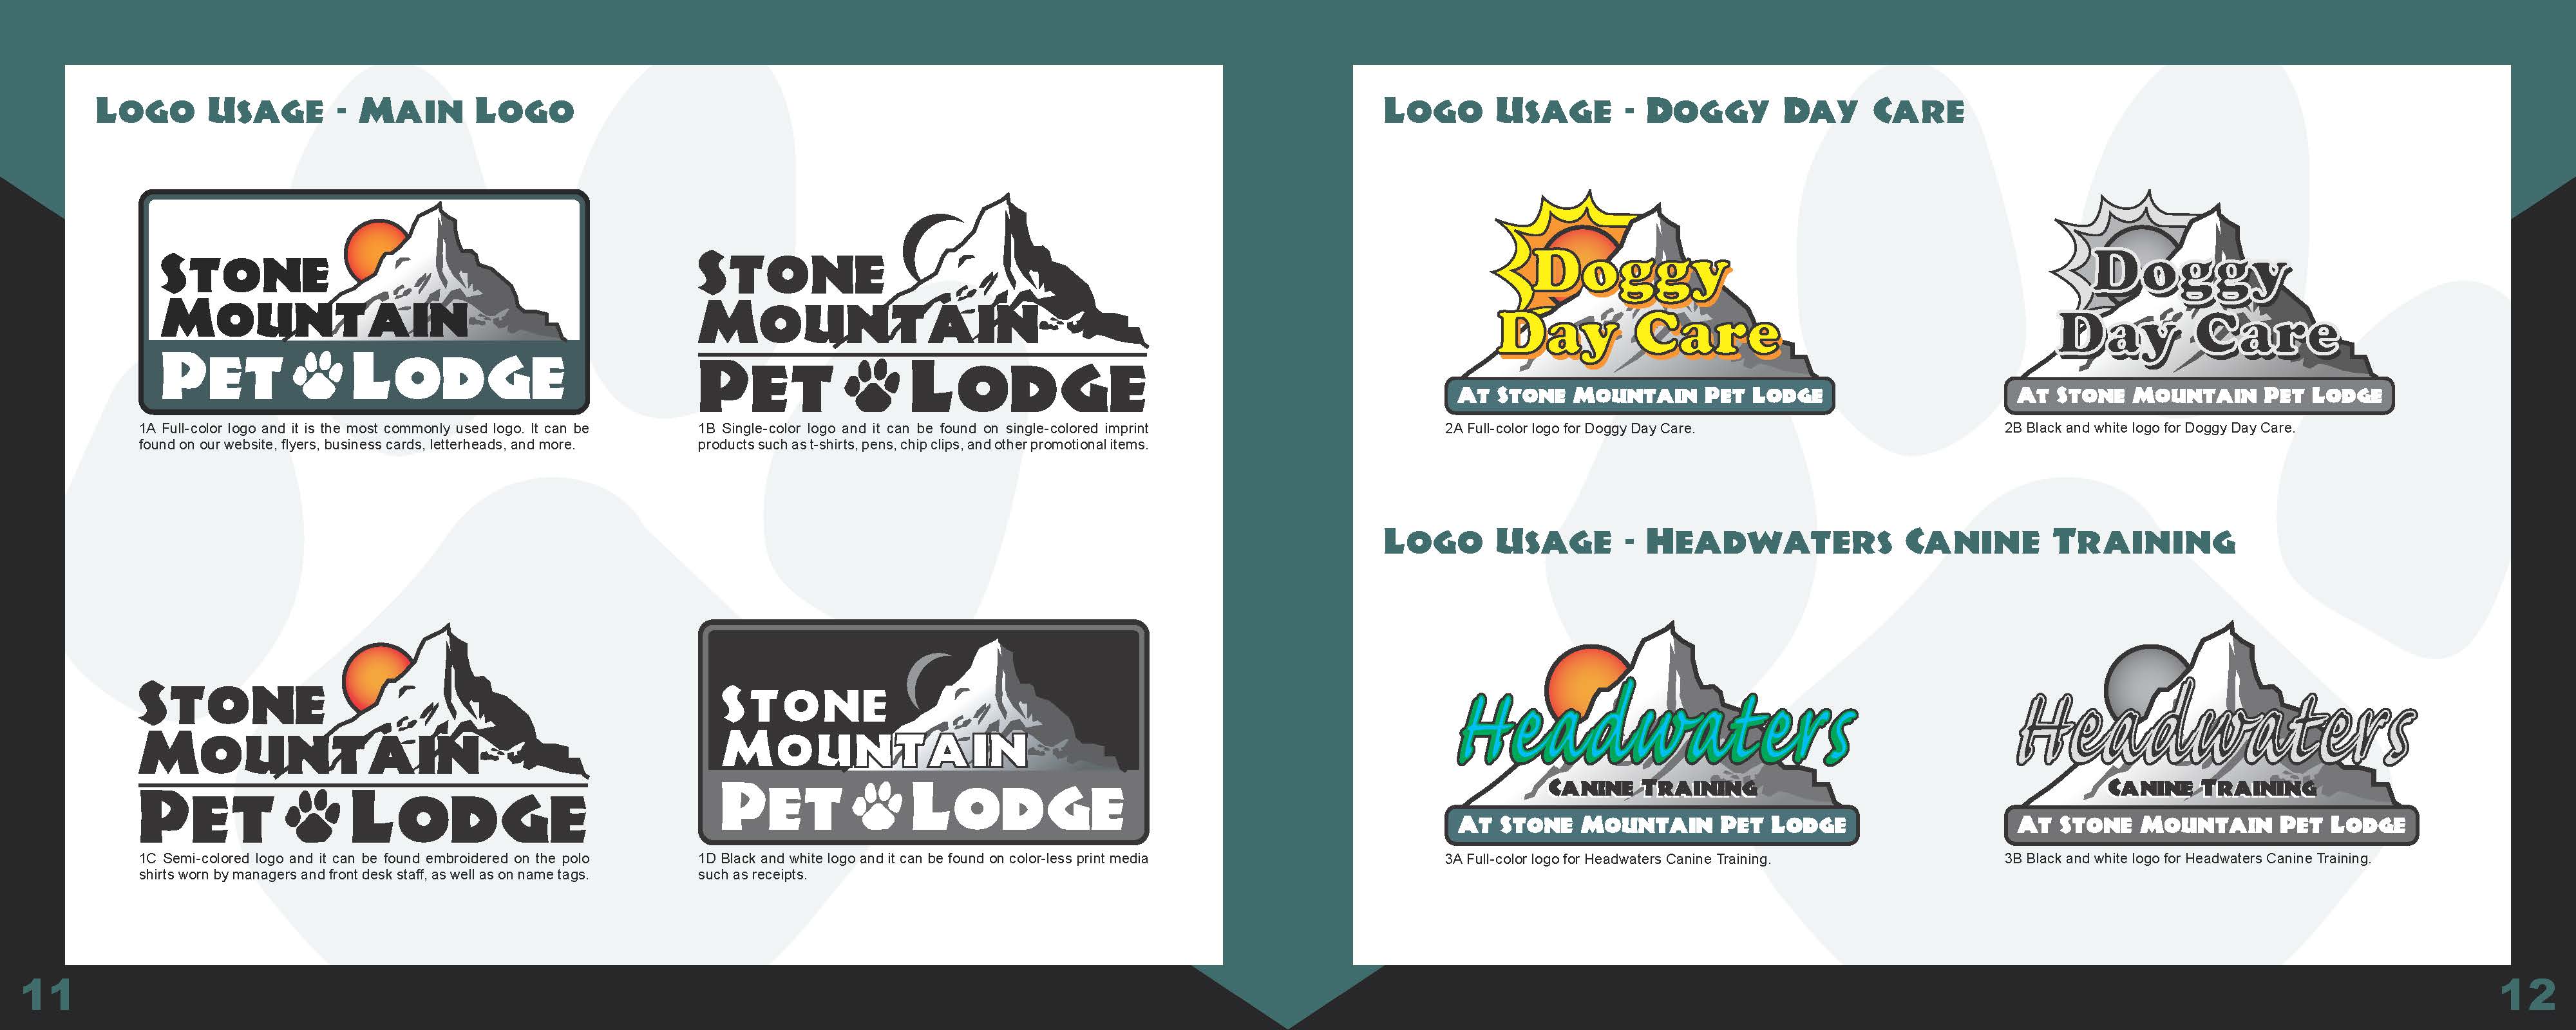 Logo Usage - Main Logo
Stone
Mountain
Pet Lodge
1A Full-color logo and it is the most commonly used logo. It can be
found on our website, flyers, business cards, letterheads, and more.
Stone
Mountain
Pet Lodge
1B Single-color logo and it can be found on single-colored imprint
products such as t-shirts, pens, chip clips, and other promotional items.
Stone
Mountain
Pet Lodge
1C Semi-colored logo and it can be found embroidered on the polo
shirts worn by managers and front desk staff, as well as on name tags.
Stone
Mountain
Pet Lodge
1D Black and white logo and it can be found on color-less print media
such as receipts.
11
Logo Usage - Doggy Day Care
Doggy
Day Care
At Stone Mountain Pet Lodge
2A Full-color logo for Doggy Day Care.
Doggy
Day Care
At Stone Mountain Pet Lodge
2B Black and white logo for Doggy Day Care.
Logo Usage - Headwaters Canine Training
Headwaters
Canine Training
At Stone Mountain Pet Lodge
3A Full-color logo for Headwaters Canine Training.
Headwaters
Canine Training
At Stone Mountain Pet Lodge
3B Black and white logo for Headwaters Canine Training.
12